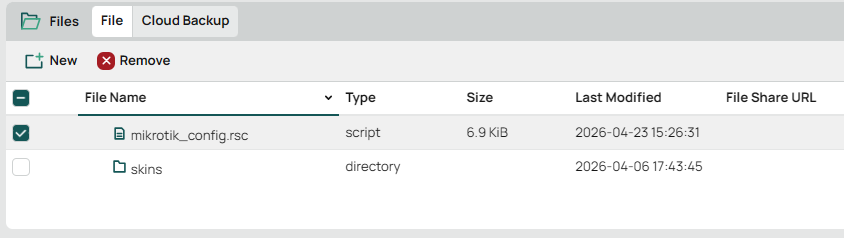 Files File Cloud Backup
New Remove
File Name Type Size Last Modified File Share URL
mikrotik_config.rsc script 6.9 KiB 2026-04-23 15:26:31
skins directory 2026-04-06 17:43:45